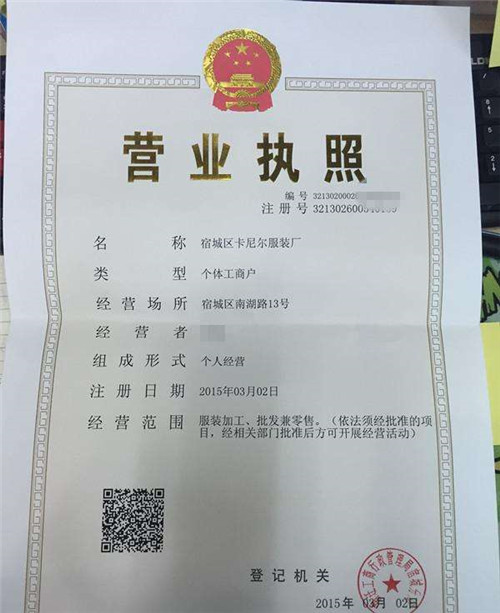 营业执照
编 号 32130200028
注 册 号
名 称 宿城区卡尼尔服装厂
类 型 个体工商户
经 营 场 所 宿城区南湖路13号
经 营 者
组 成 形 式 个人经营
注 册 日 期 2015年03月02日
经 营 范 围 服装加工、批发兼零售。（依法须经批准的项
目，经相关部门批准后方可开展经营活动）
登 记 机 关
2015年 03月 02日